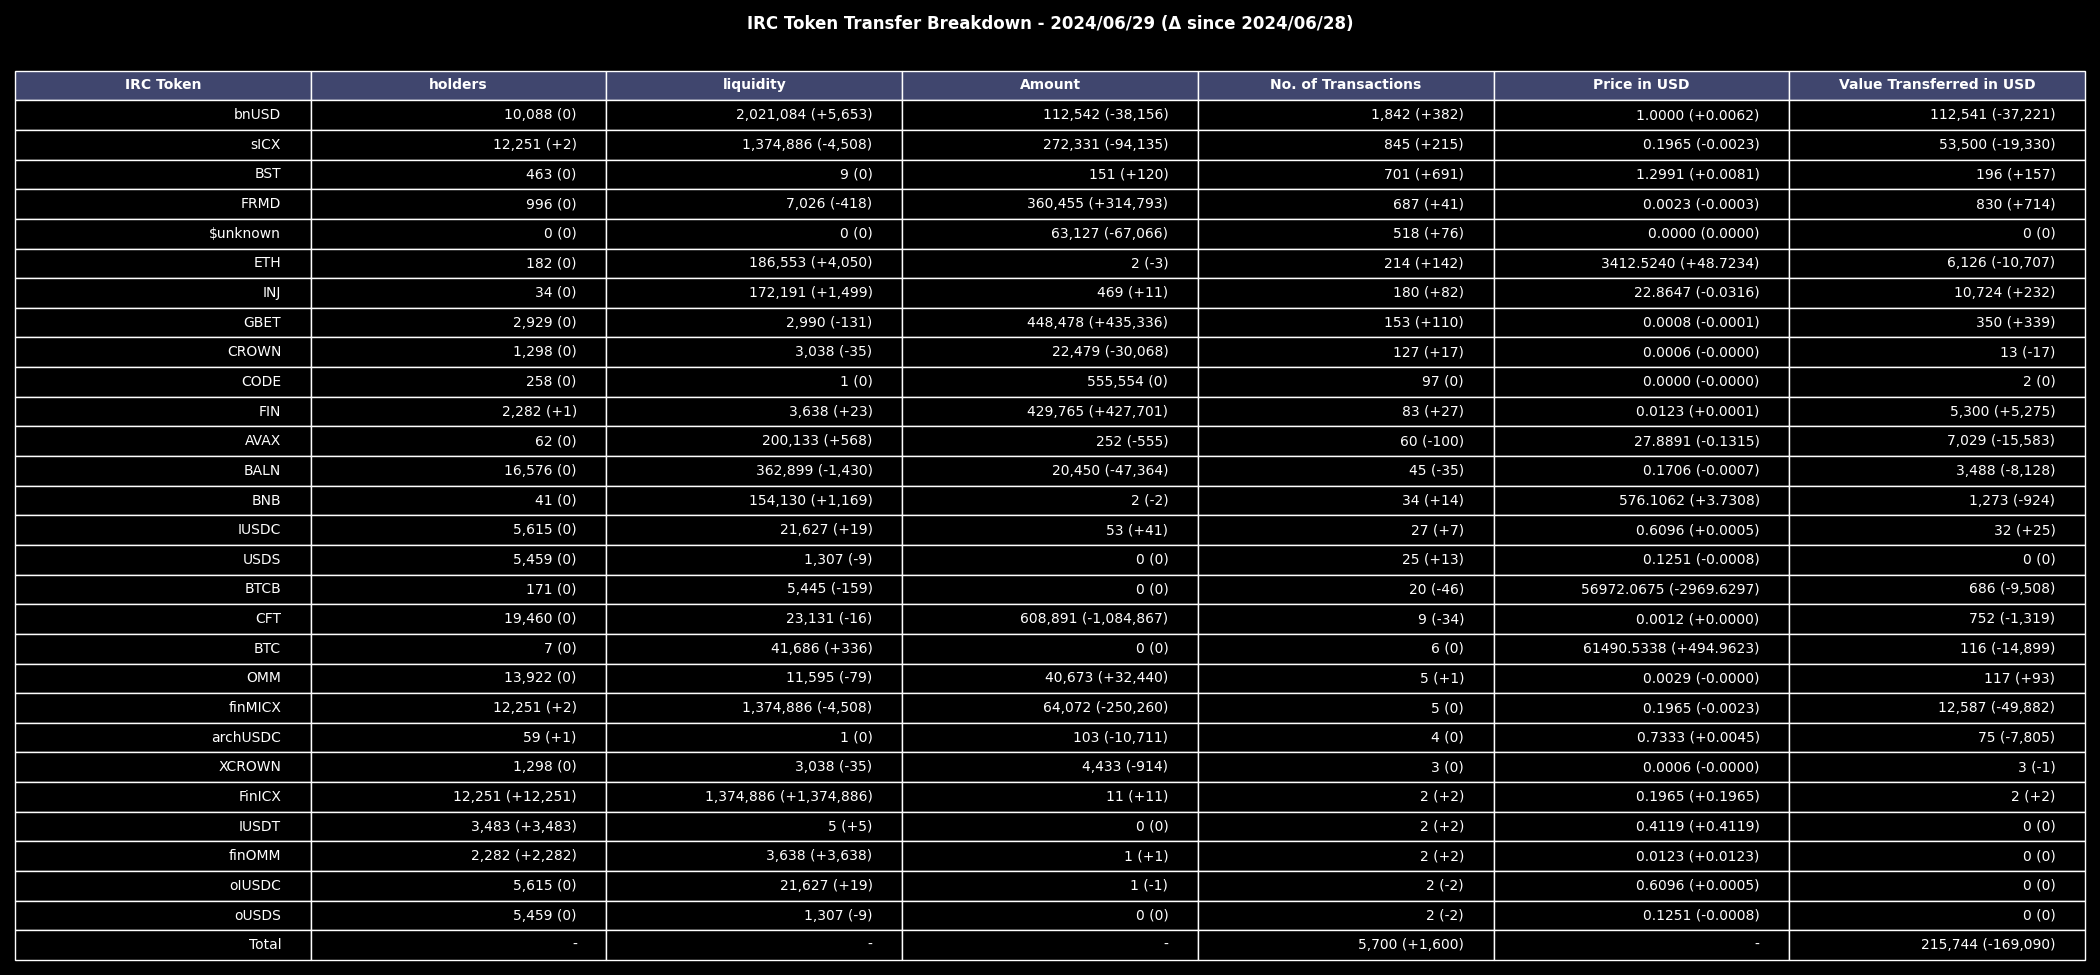 IRC Token Transfer Breakdown - 2024/06/29 (Δ since 2024/06/28)
IRC Token holders liquidity Amount No. of Transactions Price in USD Value Transferred in USD
bnUSD 10,088 (0) 2,021,084 (+5,653) 112,542 (-38,156) 1,842 (+382) 1.0000 (+0.0062) 112,541 (-37,221)
sICX 12,251 (+2) 1,374,886 (-4,508) 272,331 (-94,135) 845 (+215) 0.1965 (-0.0023) 53,500 (-19,330)
BST 463 (0) 9 (0) 151 (+120) 701 (+691) 1.2991 (+0.0081) 196 (+157)
FRMD 996 (0) 7,026 (-418) 360,455 (+314,793) 687 (+41) 0.0023 (-0.0003) 830 (+714)
$unknown 0 (0) 0 (0) 63,127 (-67,066) 518 (+76) 0.0000 (0.0000) 0 (0)
ETH 182 (0) 186,553 (+4,050) 2 (-3) 214 (+142) 3412.5240 (+48.7234) 6,126 (-10,707)
INJ 34 (0) 172,191 (+1,499) 469 (+11) 180 (+82) 22.8647 (-0.0316) 10,724 (+232)
GBET 2,929 (0) 2,990 (-131) 448,478 (+435,336) 153 (+110) 0.0008 (-0.0001) 350 (+339)
CROWN 1,298 (0) 3,038 (-35) 22,479 (-30,068) 127 (+17) 0.0006 (-0.0000) 13 (-17)
CODE 258 (0) 1 (0) 555,554 (0) 97 (0) 0.0000 (-0.0000) 2 (0)
FIN 2,282 (+1) 3,638 (+23) 429,765 (+427,701) 83 (+27) 0.0123 (+0.0001) 5,300 (+5,275)
AVAX 62 (0) 200,133 (+568) 252 (-555) 60 (-100) 27.8891 (-0.1315) 7,029 (-15,583)
BALN 16,576 (0) 362,899 (-1,430) 20,450 (-47,364) 45 (-35) 0.1706 (-0.0007) 3,488 (-8,128)
BNB 41 (0) 154,130 (+1,169) 2 (-2) 34 (+14) 576.1062 (+3.7308) 1,273 (-924)
IUSDC 5,615 (0) 21,627 (+19) 53 (+41) 27 (+7) 0.6096 (+0.0005) 32 (+25)
USDS 5,459 (0) 1,307 (-9) 0 (0) 25 (+13) 0.1251 (-0.0008) 0 (0)
BTCB 171 (0) 5,445 (-159) 0 (0) 20 (-46) 56972.0675 (-2969.6297) 686 (-9,508)
CFT 19,460 (0) 23,131 (-16) 608,891 (-1,084,867) 9 (-34) 0.0012 (+0.0000) 752 (-1,319)
BTC 7 (0) 41,686 (+336) 0 (0) 6 (0) 61490.5338 (+494.9623) 116 (-14,899)
OMM 13,922 (0) 11,595 (-79) 40,673 (+32,440) 5 (+1) 0.0029 (-0.0000) 117 (+93)
finMICX 12,251 (+2) 1,374,886 (-4,508) 64,072 (-250,260) 5 (0) 0.1965 (-0.0023) 12,587 (-49,882)
archUSDC 59 (+1) 1 (0) 103 (-10,711) 4 (0) 0.7333 (+0.0045) 75 (-7,805)
XCROWN 1,298 (0) 3,038 (-35) 4,433 (-914) 3 (0) 0.0006 (-0.0000) 3 (-1)
FinICX 12,251 (+12,251) 1,374,886 (+1,374,886) 11 (+11) 2 (+2) 0.1965 (+0.1965) 2 (+2)
IUSDT 3,483 (+3,483) 5 (+5) 0 (0) 2 (+2) 0.4119 (+0.4119) 0 (0)
finOMM 2,282 (+2,282) 3,638 (+3,638) 1 (+1) 2 (+2) 0.0123 (+0.0123) 0 (0)
oIUSDC 5,615 (0) 21,627 (+19) 1 (-1) 2 (-2) 0.6096 (+0.0005) 0 (0)
oUSDS 5,459 (0) 1,307 (-9) 0 (0) 2 (-2) 0.1251 (-0.0008) 0 (0)
Total - - - 5,700 (+1,600) - 215,744 (-169,090)